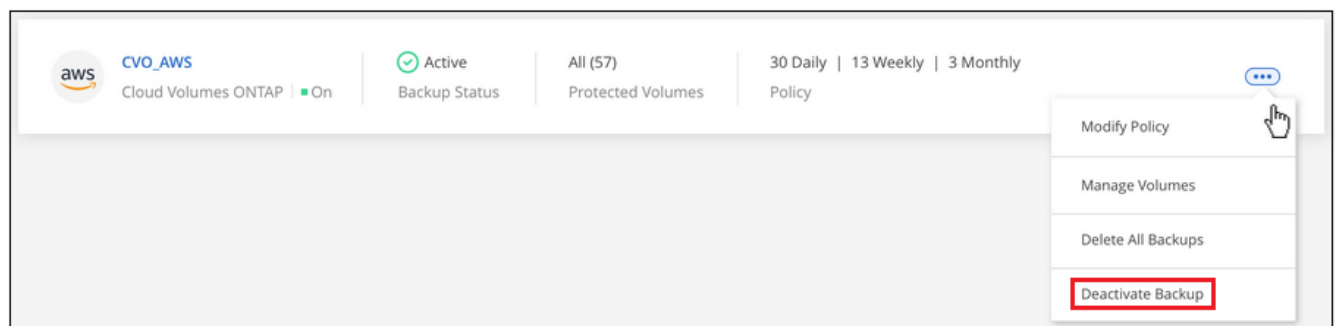 aws
CVO_AWS
Cloud Volumes ONTAP | On
Active
Backup Status
All (57)
Protected Volumes
30 Daily | 13 Weekly | 3 Monthly
Policy
Modify Policy
Manage Volumes
Delete All Backups
Deactivate Backup